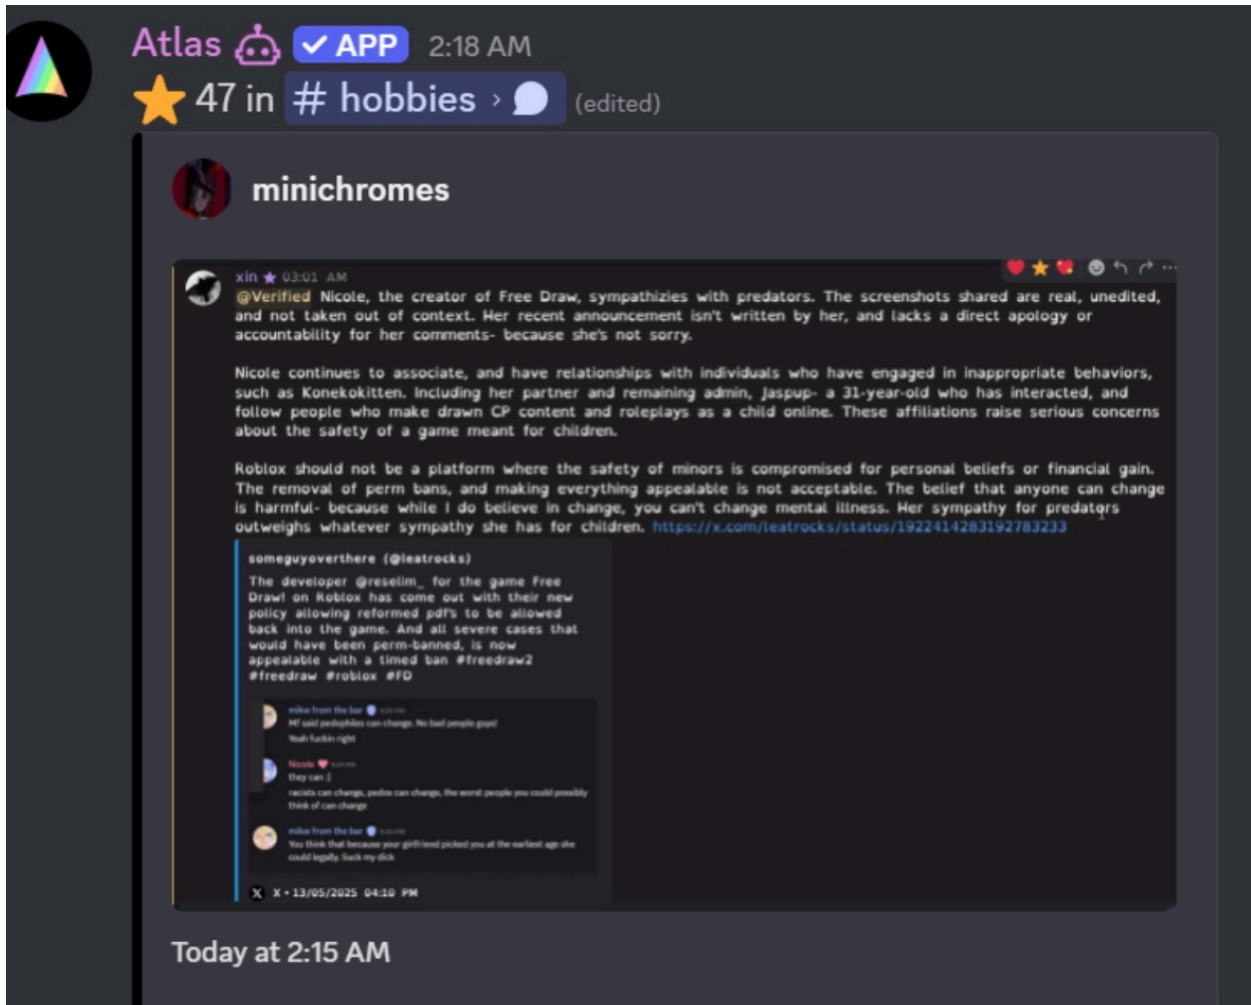 Atlas APP 2:18 AM
47 in # hobbies › (edited)
minichromes
xin 03:01 AM
@Verified Nicole, the creator of Free Draw, sympathizies with predators. The screenshots shared are real, unedited,
and not taken out of context. Her recent announcement isn't written by her, and lacks a direct apology or
accountability for her comments- because she's not sorry.
Nicole continues to associate, and have relationships with individuals who have engaged in inappropriate behaviors,
such as Konekokitten. Including her partner and remaining admin, Jaspup- a 31-year-old who has interacted, and
follow people who make drawn CP content and roleplays as a child online. These affiliations raise serious concerns
about the safety of a game meant for children.
Roblox should not be a platform where the safety of minors is compromised for personal beliefs or financial gain.
The removal of perm bans, and making everything appealable is not acceptable. The belief that anyone can change
is harmful- because while I do believe in change, you can't change mental illness. Her sympathy for predators
outweighs whatever sympathy she has for children. https://x.com/leatrocks/status/1922414283192783233
someguyoverthere (@leatrocks)
The developer @reselim_ for the game Free
Draw! on Roblox has come out with their new
policy allowing reformed pdf's to be allowed
back into the game. And all severe cases that
would have been perm-banned, is now
appealable with a timed ban #freedraw2
#freedraw #roblox #FD
mike from the bar
Mf said pedophiles can change. No bad people guys!
Yeah fuckin right
Nicole
they can :]
racists can change, pedos can change, the worst people you could possibly
think of can change
mike from the bar
You think that because your girlfriend picked you at the earliest age she
could legally. Suck my dick
X • 13/05/2025 04:10 PM
Today at 2:15 AM